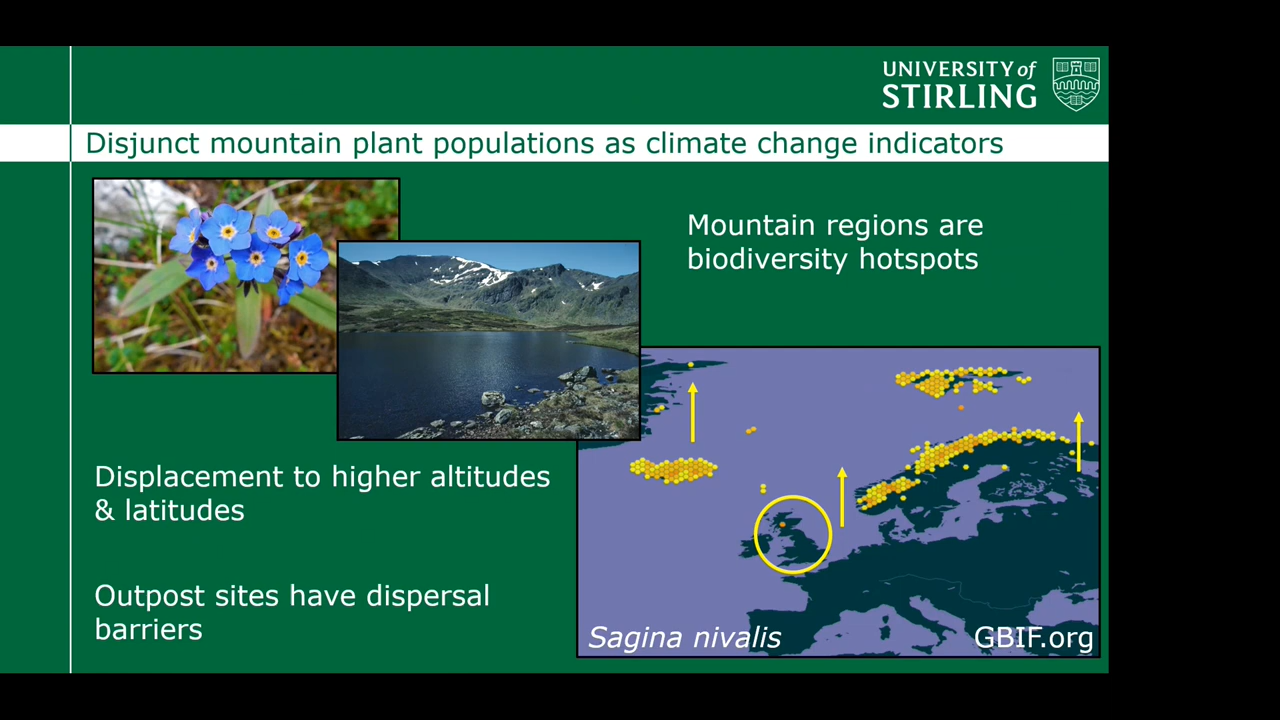 UNIVERSITY of
STIRLING
Disjunct mountain plant populations as climate change indicators
Mountain regions are
biodiversity hotspots
Displacement to higher altitudes
& latitudes
Outpost sites have dispersal
barriers
Sagina nivalis
GBIF.org